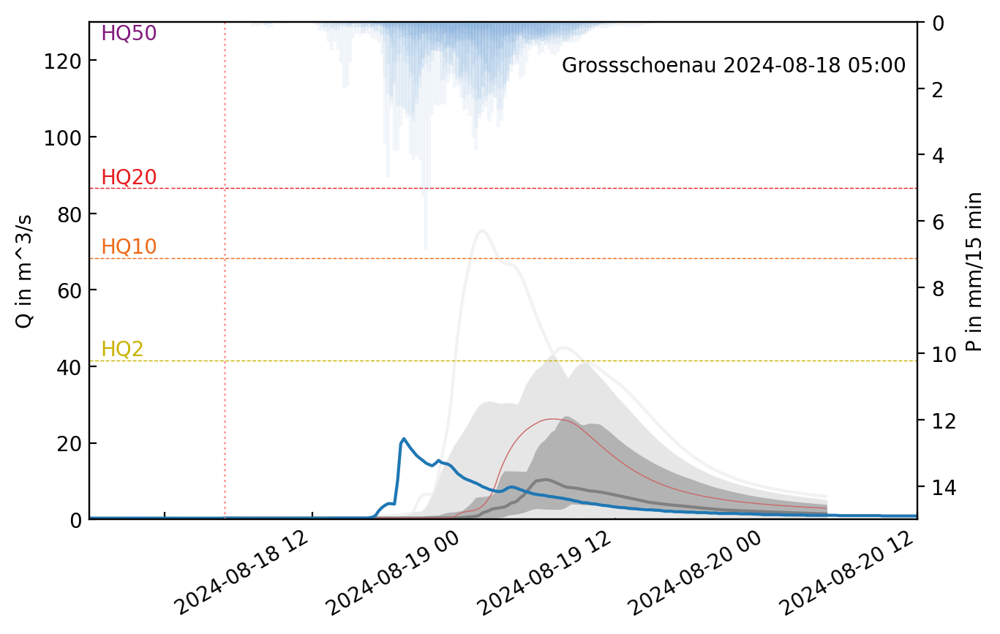 HQ50
0
120
Grossschoenau 2024-08-18 05:00
2
100
4
HQ20
80
6
HQ10
60
8
HQ2
40
10
20
12
0
14
Q in m^3/s
P in mm/15 min
2024-08-18 12
2024-08-19 00
2024-08-19 12
2024-08-20 00
2024-08-20 12